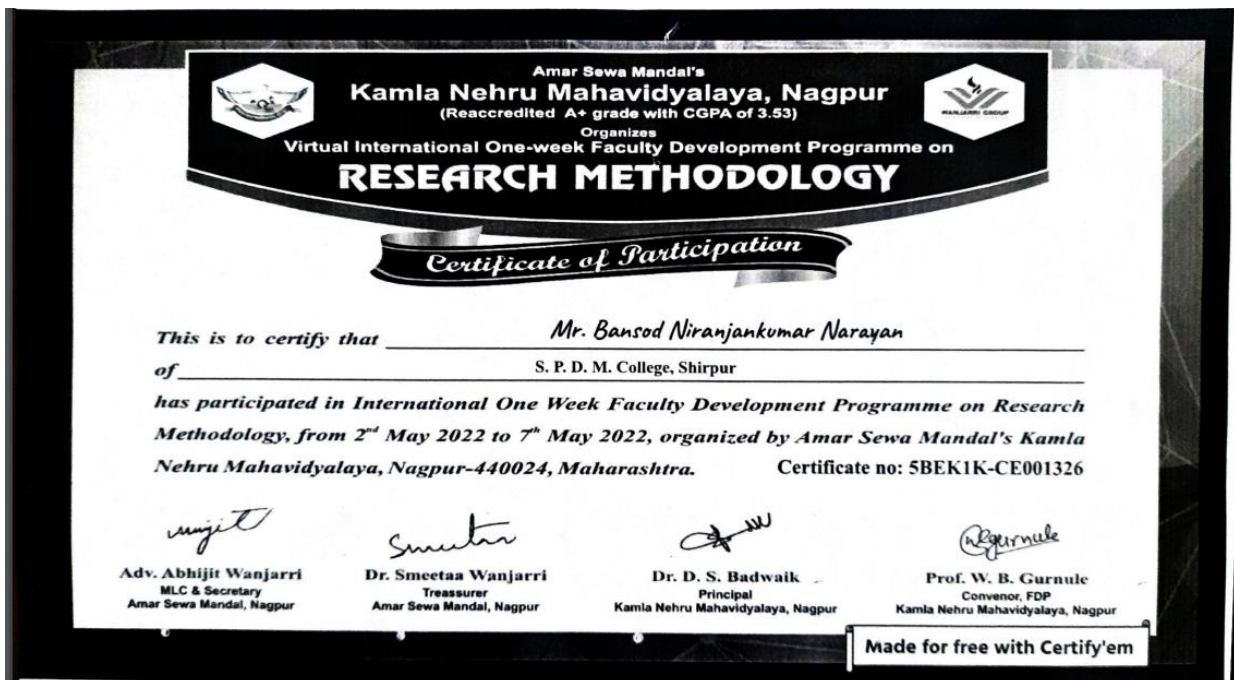 Amar Sewa Mandal's
Kamla Nehru Mahavidyalaya, Nagpur
(Reaccredited A+ grade with CGPA of 3.53)
Organizes
Virtual International One-week Faculty Development Programme on
RESEARCH METHODOLOGY
WANJARRI GROUP
Certificate of Participation
This is to certify that Mr. Bansod Niranjankumar Narayan
of S. P. D. M. College, Shirpur
has participated in International One Week Faculty Development Programme on Research
Methodology, from 2nd May 2022 to 7th May 2022, organized by Amar Sewa Mandal's Kamla
Nehru Mahavidyalaya, Nagpur-440024, Maharashtra. Certificate no: 5BEK1K-CE001326
Adv. Abhijit Wanjarri
MLC & Secretary
Amar Sewa Mandal, Nagpur
Dr. Smeetaa Wanjarri
Treassurer
Amar Sewa Mandal, Nagpur
Dr. D. S. Badwaik
Principal
Kamla Nehru Mahavidyalaya, Nagpur
Prof. W. B. Gurnule
Convenor, FDP
Kamla Nehru Mahavidyalaya, Nagpur
Made for free with Certify'em